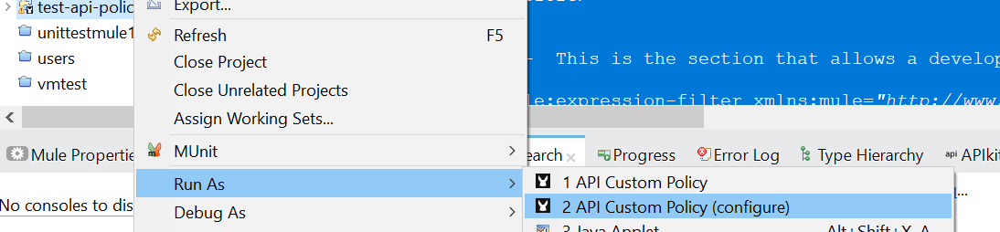 Export...
test-api-polic
Refresh F5
unittestmule1
Close Project
users
- This is the section that allows a develop
vmtest
Close Unrelated Projects
le:expression-filter xmlns:mule="http://www.
Assign Working Sets...
Mule Propertie
MUnit
earch
Progress
Error Log
Type Hierarchy
api APIkit
Run As
1 API Custom Policy
No consoles to dis
2 API Custom Policy (configure)
Debug As
3 Java Applet Alt+Shift+X, A